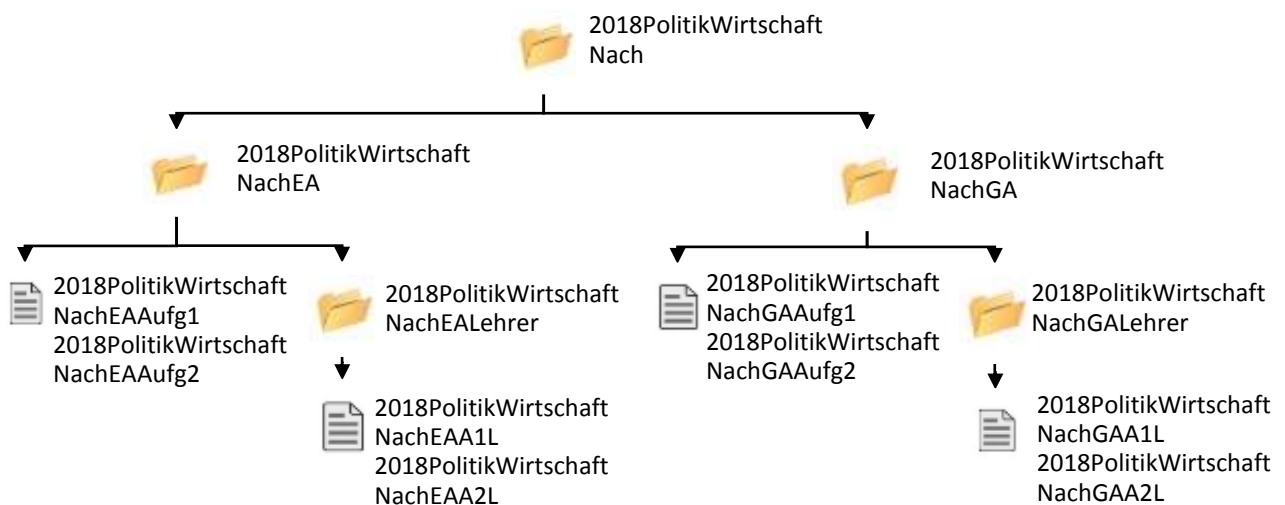 2018PolitikWirtschaft
Nach
2018PolitikWirtschaft
NachEA
2018PolitikWirtschaft
NachGA
2018PolitikWirtschaft
NachEAAufg1
2018PolitikWirtschaft
NachEAAufg2
2018PolitikWirtschaft
NachEALehrer
2018PolitikWirtschaft
NachGAAufg1
2018PolitikWirtschaft
NachGAAufg2
2018PolitikWirtschaft
NachGALehrer
2018PolitikWirtschaft
NachEAA1L
2018PolitikWirtschaft
NachEAA2L
2018PolitikWirtschaft
NachGAA1L
2018PolitikWirtschaft
NachGAA2L